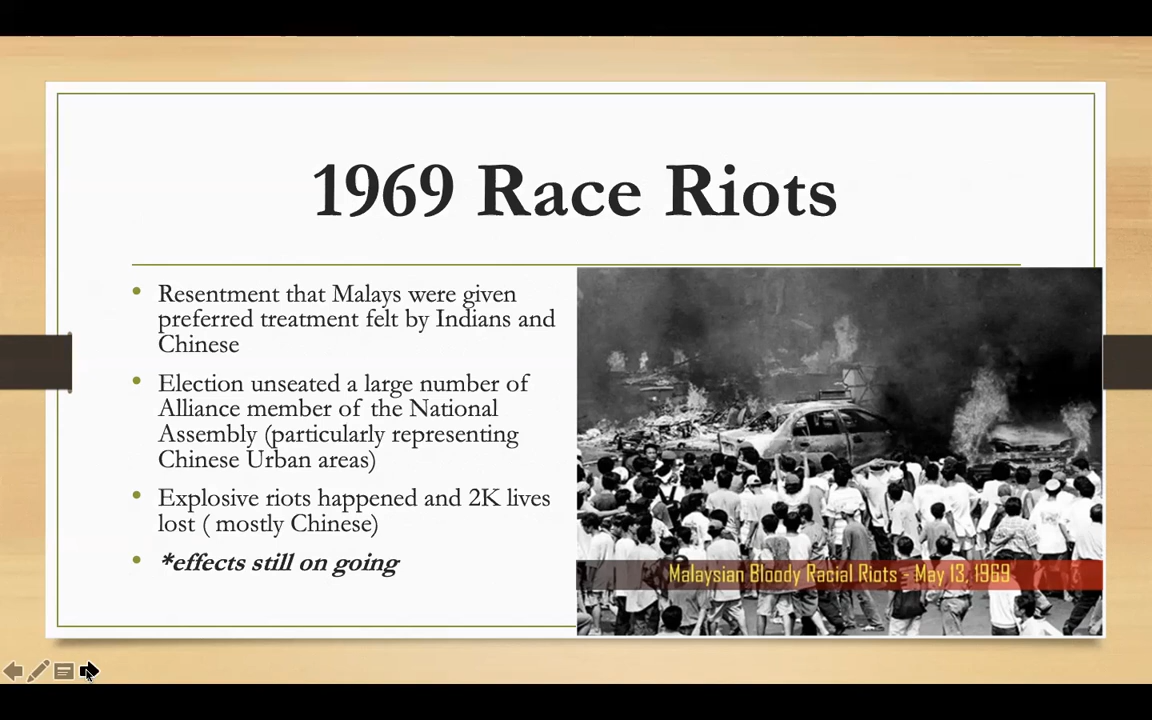 1969 Race Riots
Resentment that Malays were given
preferred treatment felt by Indians and
Chinese
Election unseated a large number of
Alliance member of the National
Assembly (particularly representing
Chinese Urban areas)
Explosive riots happened and 2K lives
lost ( mostly Chinese)
*effects still on going
Malaysian Bloody Racial Riots - May 13, 1969